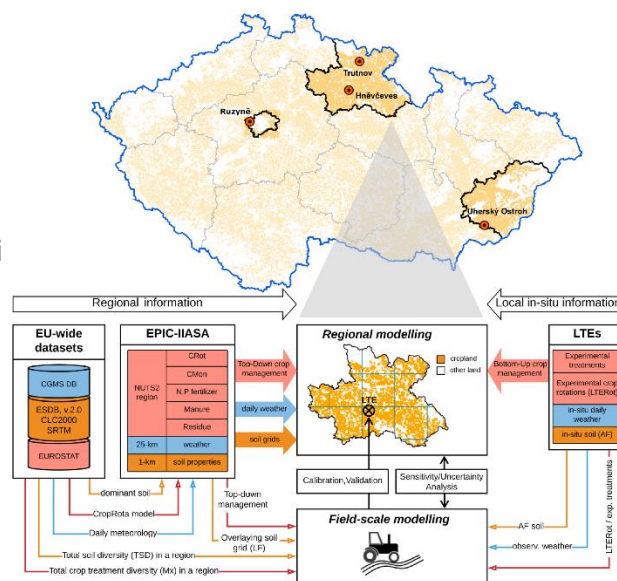 Trutnov
Hněvčeves
Ruzyně
Uherský Ostroh
i
Regional information
Local in-situ information
EU-wide
datasets
CGMS DB
ESDB, v.2.0
CLC2000
SRTM
EUROSTAT
EPIC-IIASA
NUTS2
region
CRot
CMon
N,P fertilizer
Manure
Residue
25-km
weather
1-km
soil properties
Top-Down crop
management
daily weather
soil grids
Regional modelling
cropland
other land
LTE
Bottom-Up crop
management
LTEs
Experimental
treatments
Experimental crop
rotations (LTERot)
in-situ daily
weather
in-situ soil (AF)
Calibration,Validation
Sensitivity/Uncertainty
Analysis
dominant soil
CropRota model
Daily meteorology
Total soil diversity (TSD) in a region
Total crop treatment diversity (Mx) in a region
Top-down
management
Overlaying soil
grid (LF)
Field-scale modelling
AF soil
observ. weather
LTERot / exp. treatments